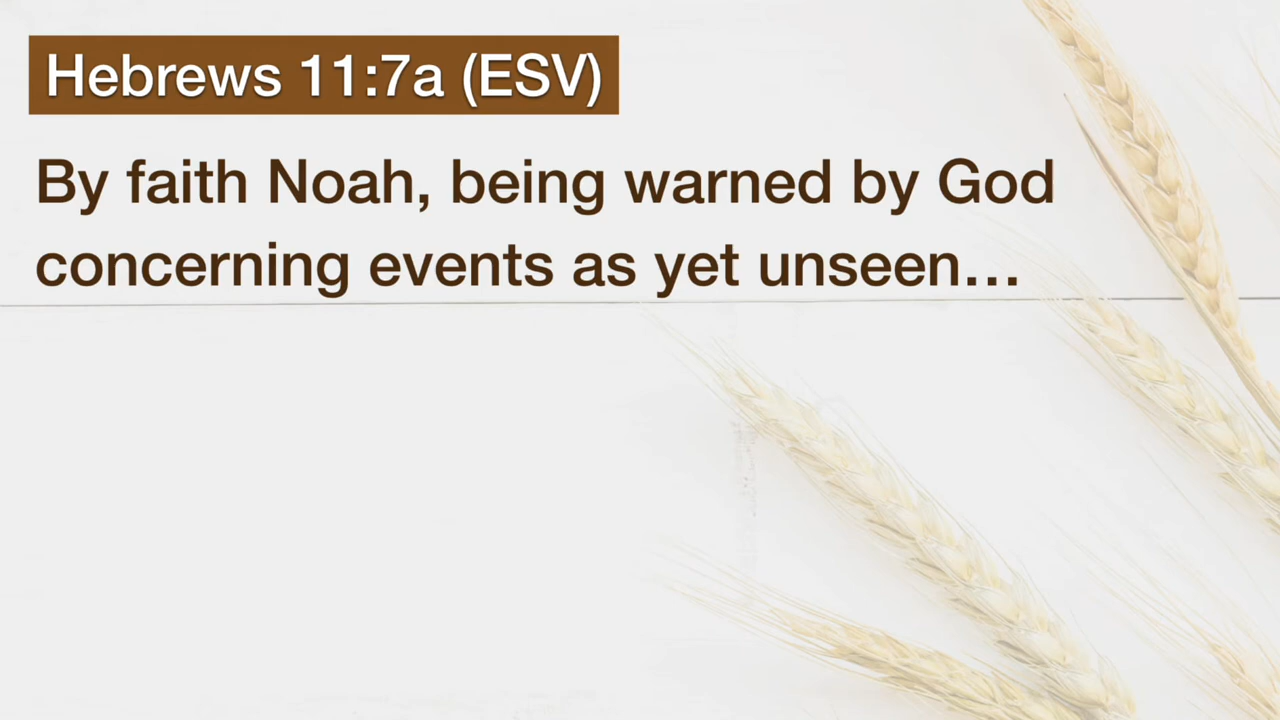 Hebrews 11:7a (ESV)
By faith Noah, being warned by God
concerning events as yet unseen…